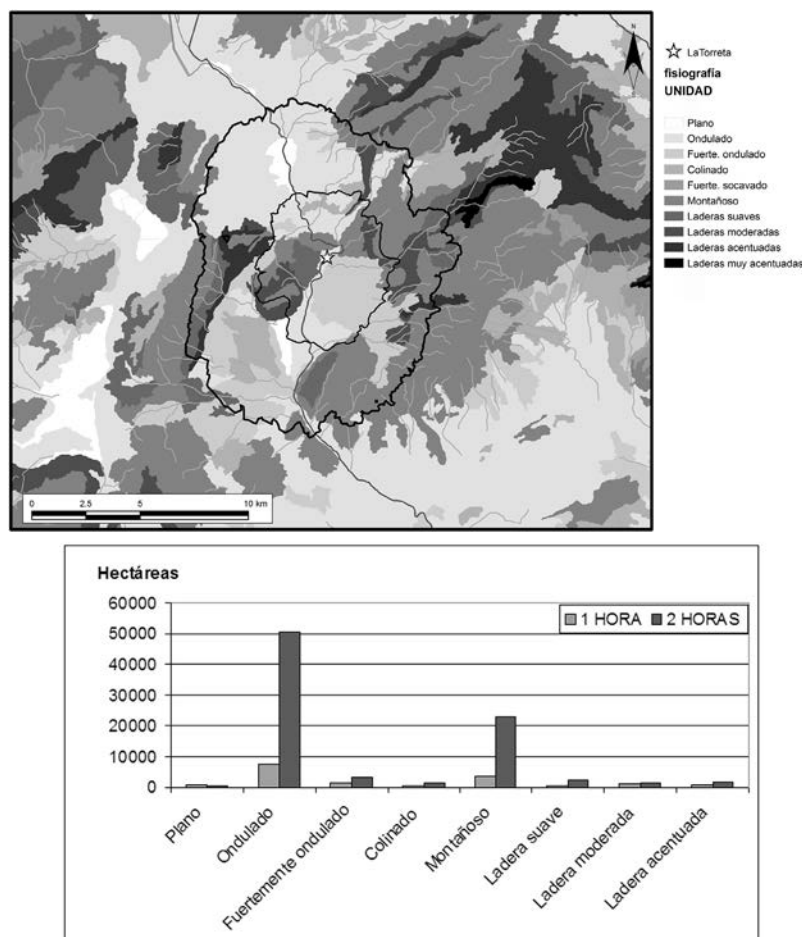 N
LaTorreta
fisiografía
UNIDAD
Plano
Ondulado
Fuerte. ondulado
Colinado
Fuerte. socavado
Montañoso
Laderas suaves
Laderas moderadas
Laderas acentuadas
Laderas muy acentuadas
0 2.5 5 10 km
Hectáreas
1 HORA 2 HORAS
60000
50000
40000
30000
20000
10000
0
Plano
Ondulado
Fuertemente ondulado
Colinado
Montañoso
Ladera suave
Ladera moderada
Ladera acentuada